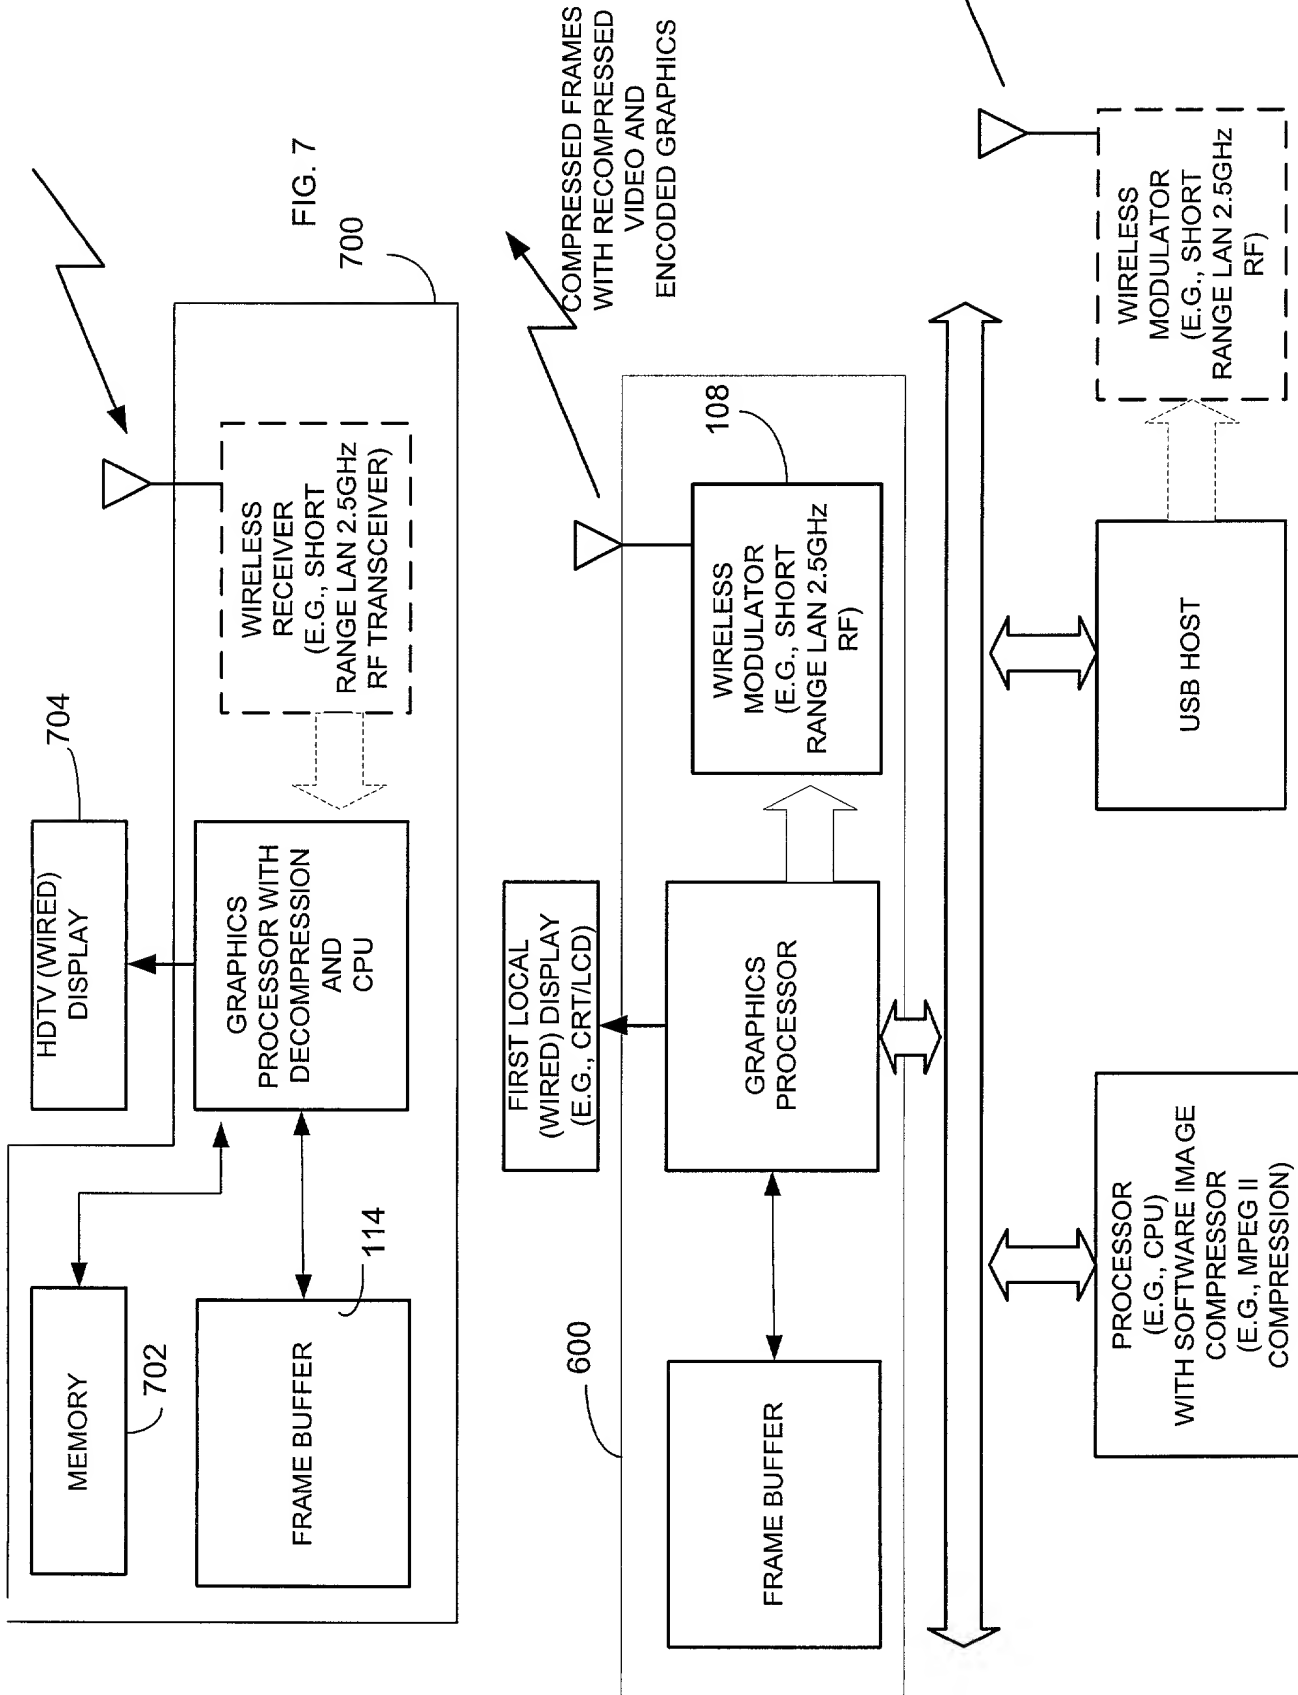 FIG. 7
700
MEMORY
702
FRAME BUFFER
114
HDTV (WIRED)
DISPLAY
704
GRAPHICS
PROCESSOR WITH
DECOMPRESSION
AND
CPU
WIRELESS
RECEIVER
(E.G., SHORT
RANGE LAN 2.5GHz
RF TRANSCEIVER)
COMPRESSED FRAMES
WITH RECOMPRESSED
VIDEO AND
ENCODED GRAPHICS
600
FRAME BUFFER
FIRST LOCAL
(WIRED) DISPLAY
(E.G., CRT/LCD)
GRAPHICS
PROCESSOR
108
WIRELESS
MODULATOR
(E.G., SHORT
RANGE LAN 2.5GHz
RF)
PROCESSOR
(E.G., CPU)
WITH SOFTWARE IMAGE
COMPRESSOR
(E.G., MPEG II
COMPRESSION)
USB HOST
WIRELESS
MODULATOR
(E.G., SHORT
RANGE LAN 2.5GHz
RF)